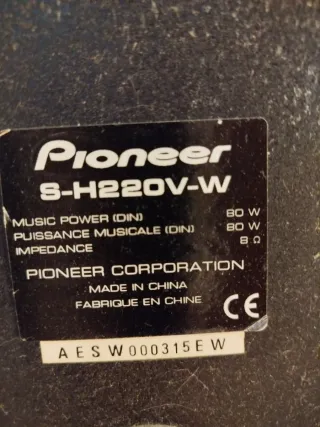 Pioneer
S-H220V-W
MUSIC POWER (DIN) 80 W
PUISSANCE MUSICALE (DIN) 80 W
IMPEDANCE 8 Ω
PIONEER CORPORATION
MADE IN CHINA
FABRIQUE EN CHINE
CE
AESW000315EW